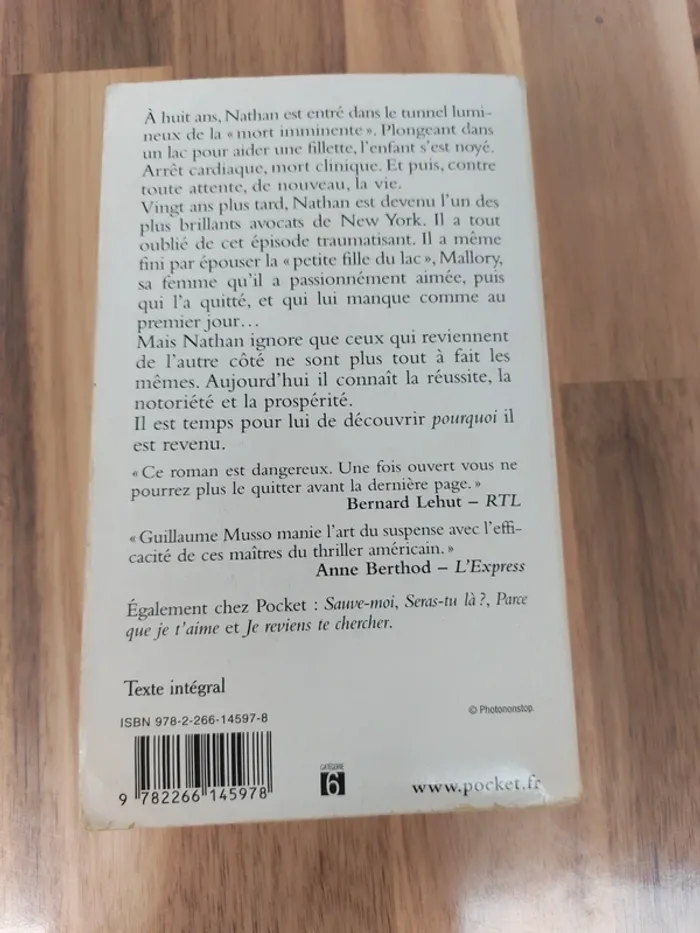 À huit ans, Nathan est entré dans le tunnel lumi-
neux de la « mort imminente ». Plongeant dans
un lac pour aider une fillette, l'enfant s'est noyé.
Arrêt cardiaque, mort clinique. Et puis, contre
toute attente, de nouveau, la vie.
Vingt ans plus tard, Nathan est devenu l'un des
plus brillants avocats de New York. Il a tout
oublié de cet épisode traumatisant. Il a même
fini par épouser la « petite fille du lac », Mallory,
sa femme qu'il a passionnément aimée, puis
qui l'a quitté, et qui lui manque comme au
premier jour…
Mais Nathan ignore que ceux qui reviennent
de l'autre côté ne sont plus tout à fait les
mêmes. Aujourd'hui il connaît la réussite, la
notoriété et la prospérité.
Il est temps pour lui de découvrir pourquoi il
est revenu.
« Ce roman est dangereux. Une fois ouvert vous ne
pourrez plus le quitter avant la dernière page. »
Bernard Lehut – RTL
« Guillaume Musso manie l'art du suspense avec l'effi-
cacité de ces maîtres du thriller américain. »
Anne Berthod – L'Express
Également chez Pocket : Sauve-moi, Seras-tu là ?, Parce
que je t'aime et Je reviens te chercher.
Texte intégral
© Photononstop.
ISBN 978-2-266-14597-8
9 782266 145978
CATÉGORIE
6
www.pocket.fr